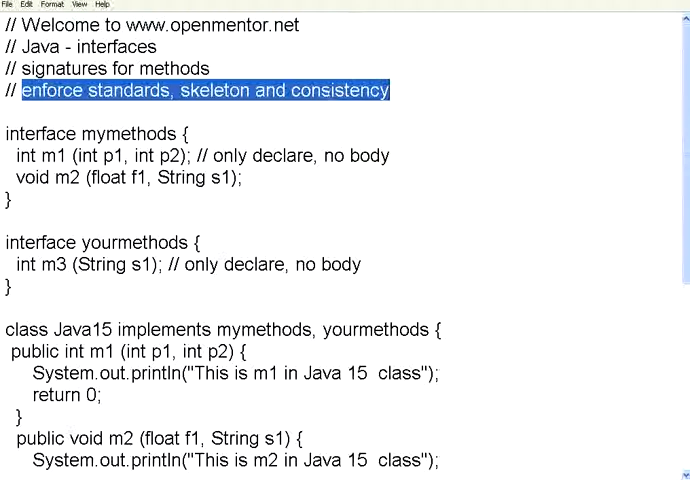 File Edit Format View Help
// Welcome to www.openmentor.net
// Java - interfaces
// signatures for methods
// enforce standards, skeleton and consistency
interface mymethods {
int m1 (int p1, int p2); // only declare, no body
void m2 (float f1, String s1);
}
interface yourmethods {
int m3 (String s1); // only declare, no body
}
class Java15 implements mymethods, yourmethods {
public int m1 (int p1, int p2) {
System.out.println("This is m1 in Java 15  class");
return 0;
}
public void m2 (float f1, String s1) {
System.out.println("This is m2 in Java 15  class");